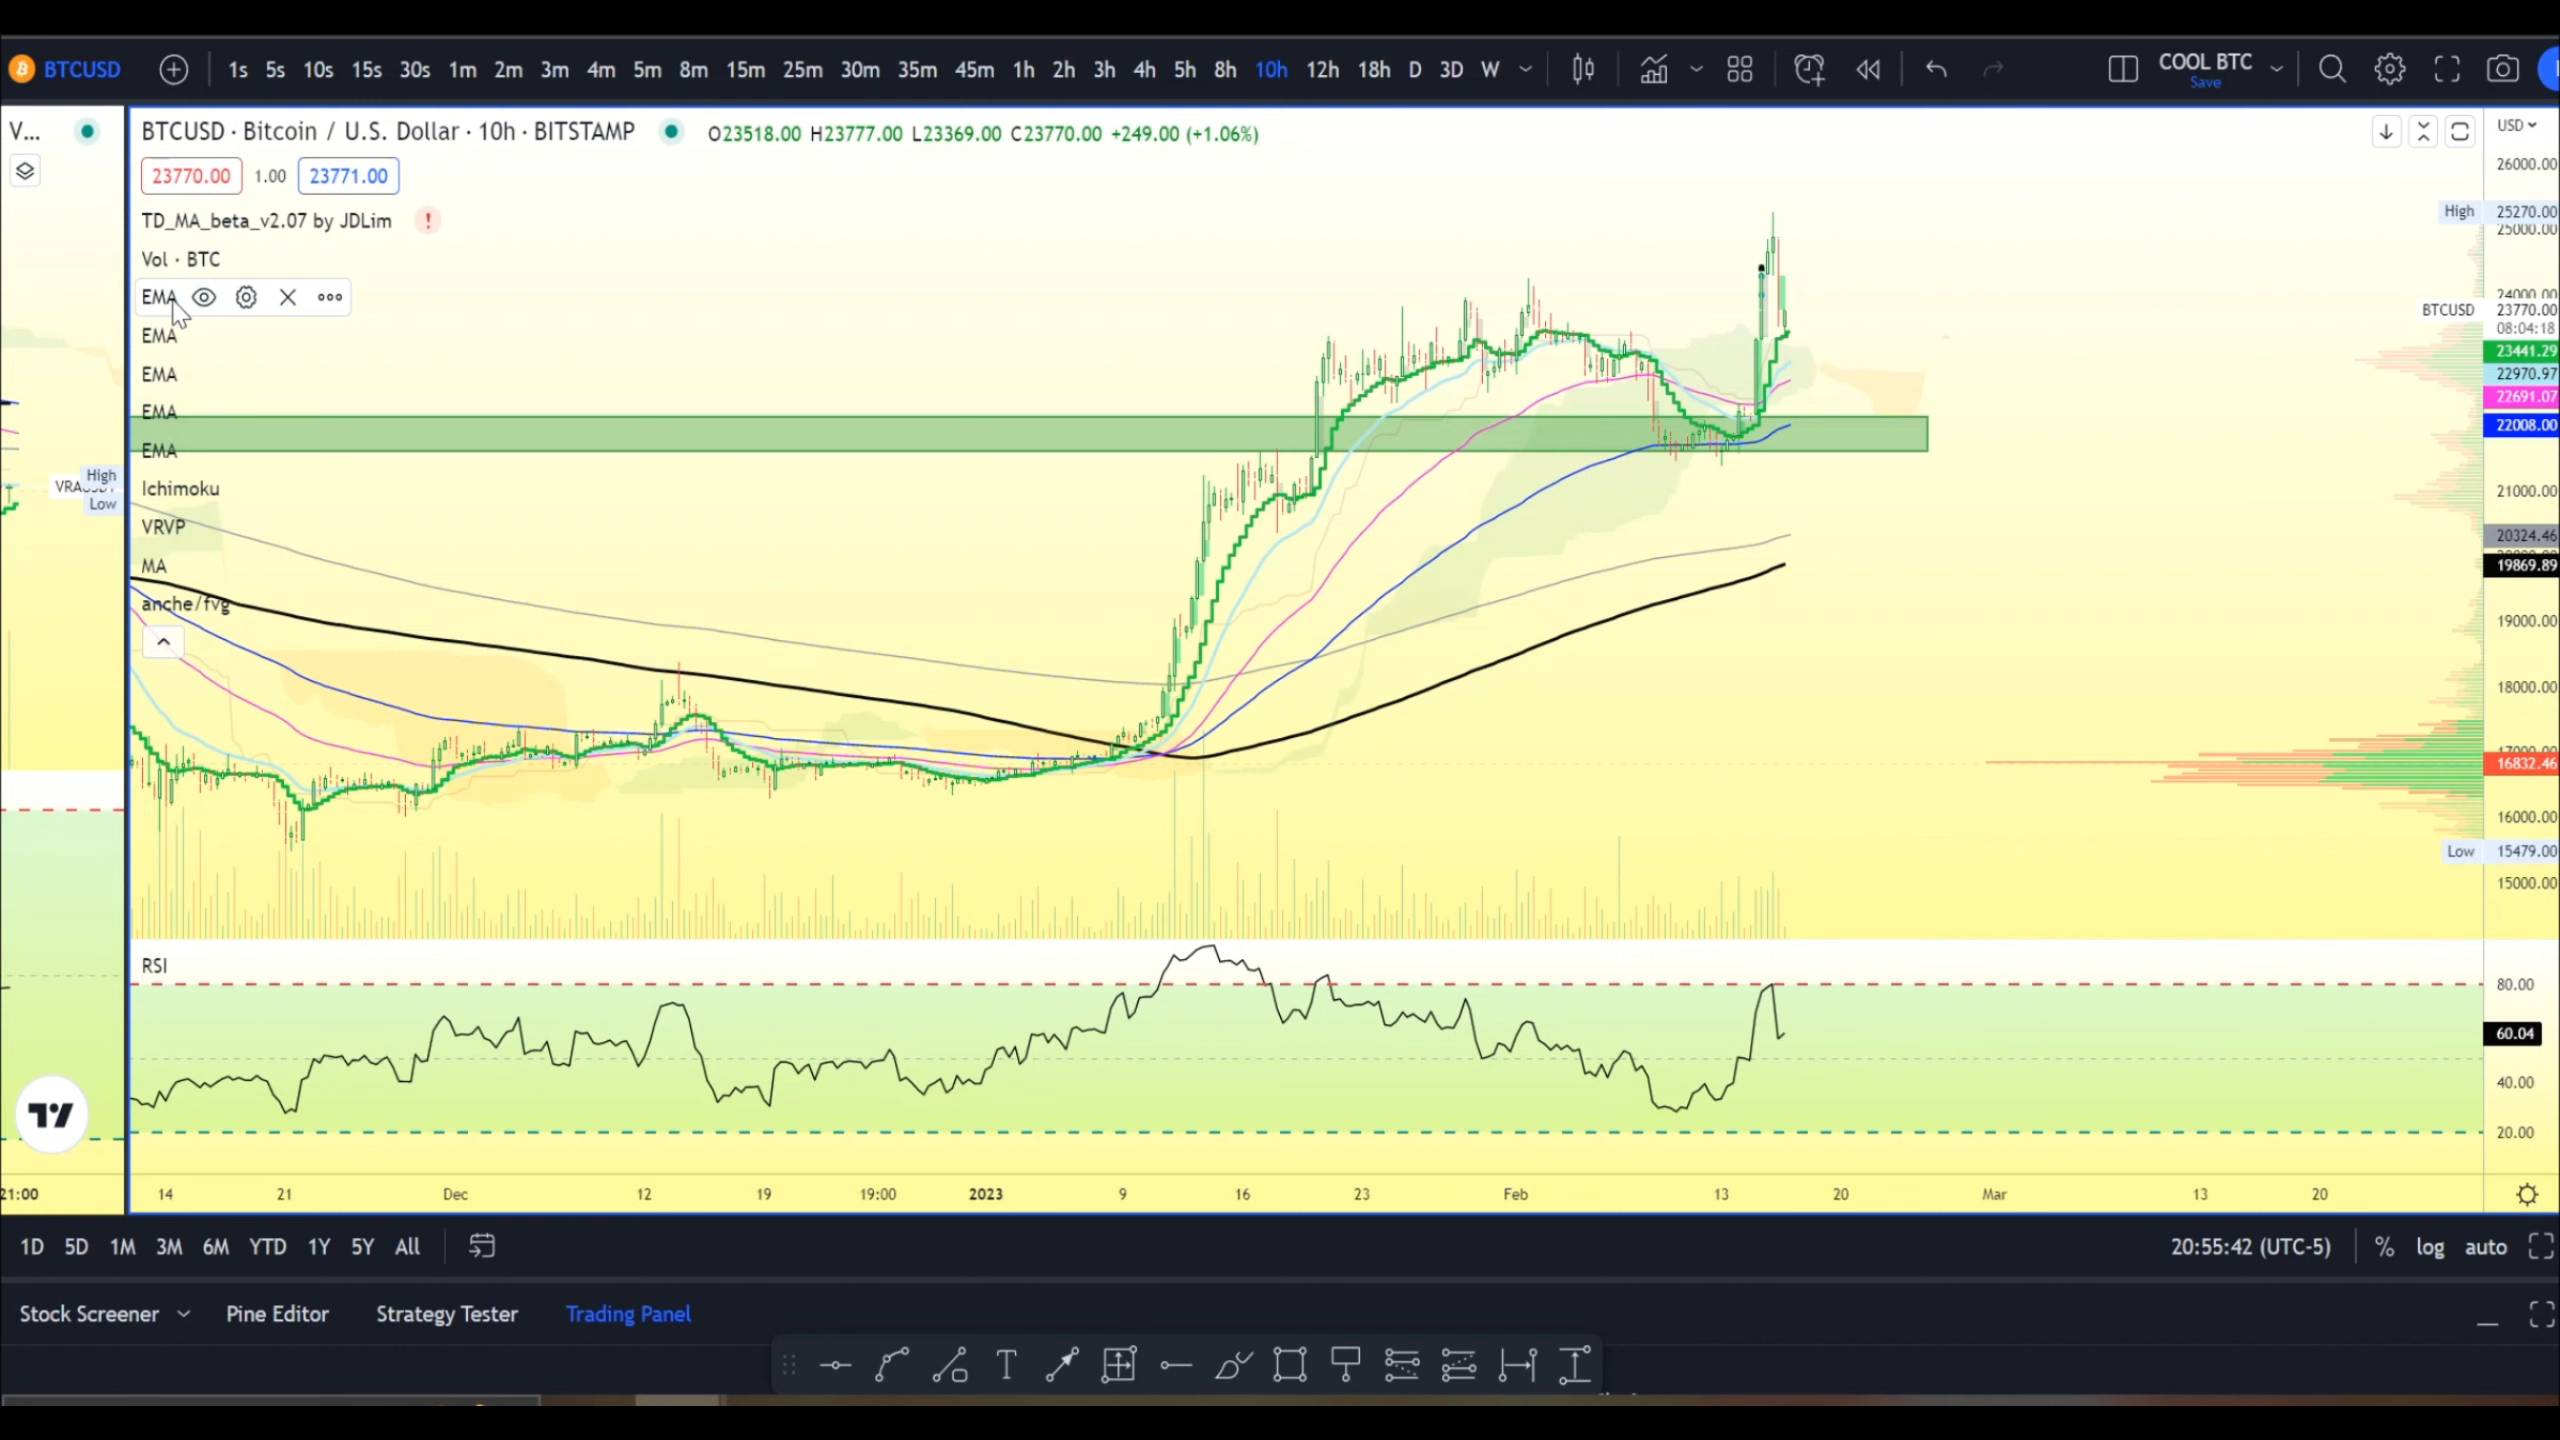 BTCUSD 1s 5s 10s 15s 30s 1m 2m 3m 4m 5m 8m 15m 25m 30m 35m 45m 1h 2h 3h 4h 5h 8h 10h 12h 18h D 3D W COOL BTC
Save
V...
BTCUSD · Bitcoin / U.S. Dollar · 10h · BITSTAMP O23518.00 H23777.00 L23369.00 C23770.00 +249.00 (+1.06%)
USD
23770.00 1.00 23771.00
TD_MA_beta_v2.07 by JDLim !
Vol · BTC
EMA
EMA
EMA
EMA
EMA
Ichimoku
VRVP
MA
anche/fvg
High
Low
26000.00
High 25270.00
25000.00
24000.00
BTCUSD 23770.00
08:04:18
23441.29
22970.97
22691.07
22008.00
21000.00
20324.46
19869.89
19000.00
18000.00
17000.00
16832.46
16000.00
Low 15479.00
15000.00
RSI
80.00
60.04
40.00
20.00
21:00 14 21 Dec 12 19 19:00 2023 9 16 23 Feb 13 20 Mar 13 20
1D 5D 1M 3M 6M YTD 1Y 5Y All 20:55:42 (UTC-5) % log auto
Stock Screener Pine Editor Strategy Tester Trading Panel